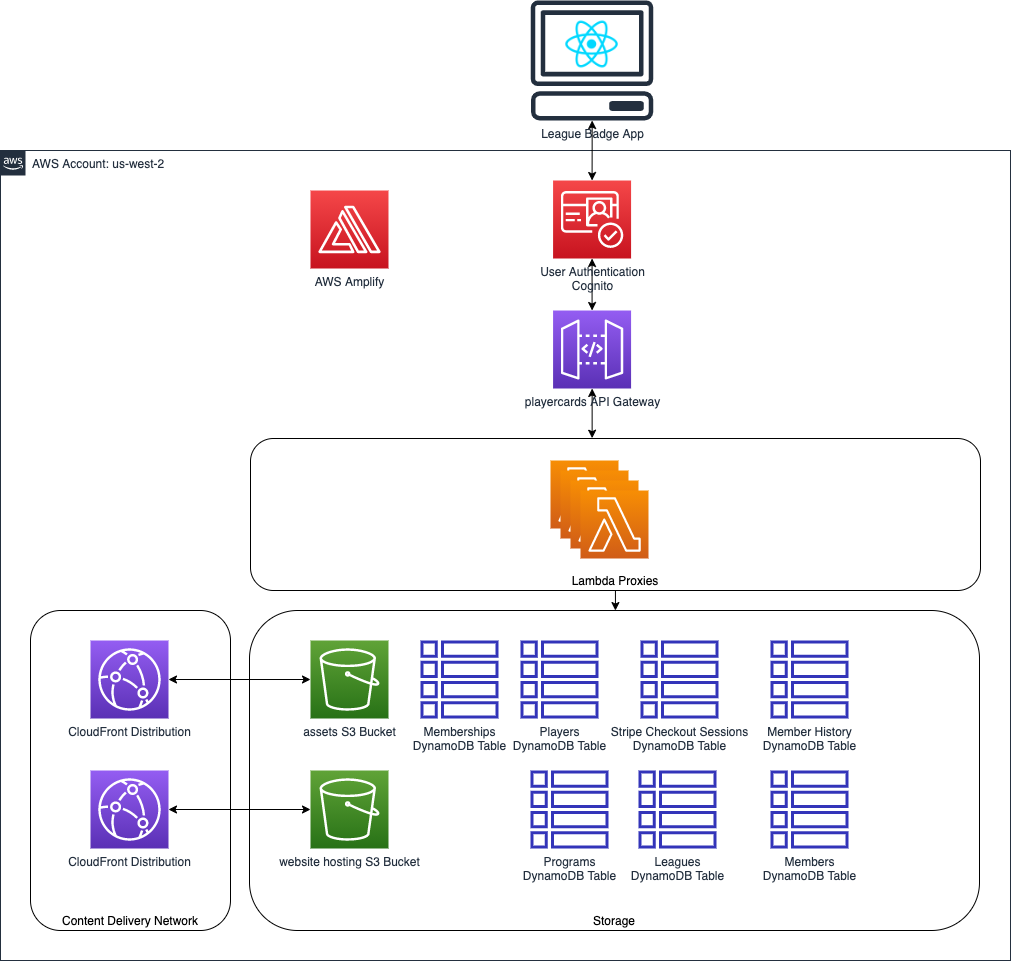 League Badge App
aws
AWS Account: us-west-2
AWS Amplify
User Authentication
Cognito
</>
playercards API Gateway
Lambda Proxies
CloudFront Distribution
assets S3 Bucket
Memberships
DynamoDB Table
Players
DynamoDB Table
Stripe Checkout Sessions
DynamoDB Table
Member History
DynamoDB Table
CloudFront Distribution
website hosting S3 Bucket
Programs
DynamoDB Table
Leagues
DynamoDB Table
Members
DynamoDB Table
Content Delivery Network
Storage